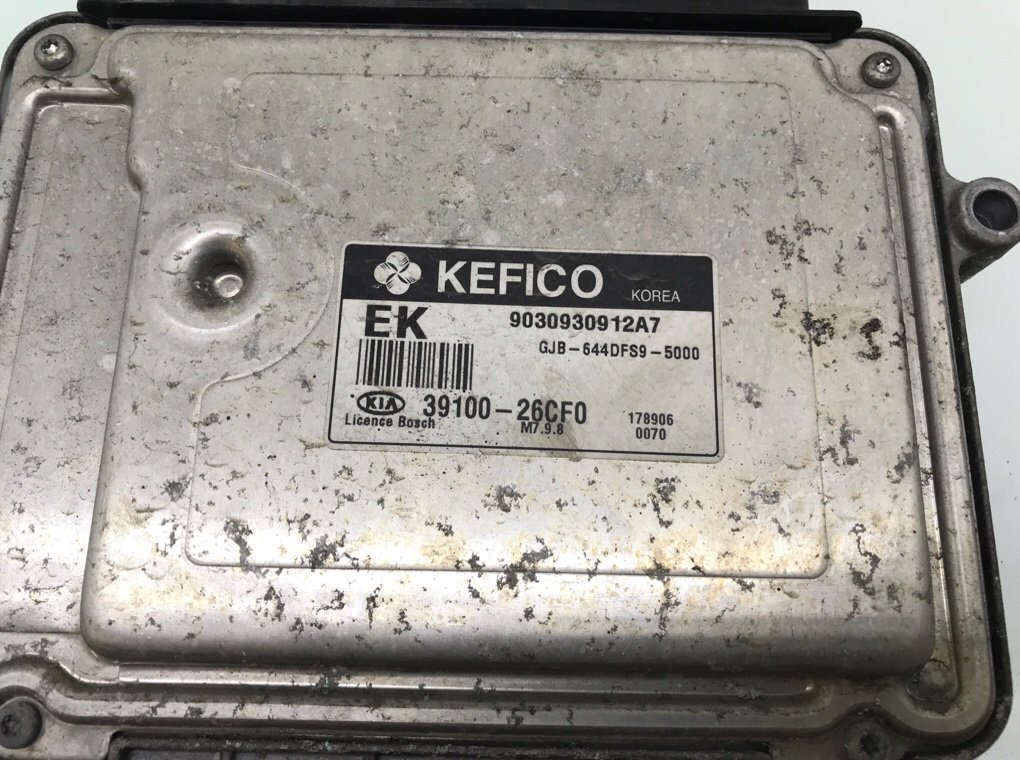 KEFICO KOREA
EK 9030930912A7
GJB-644DFS9-5000
KIA 39100-26CF0 178906
Licence Bosch M7.9.8 0070